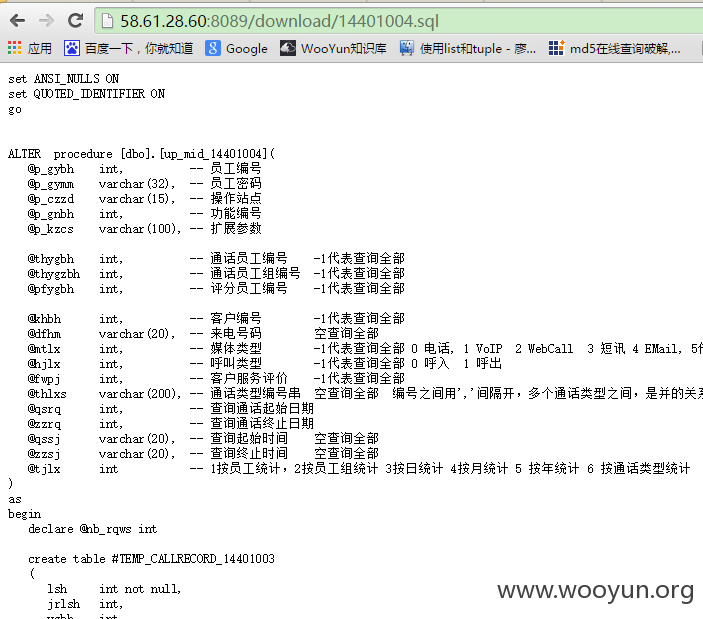 58.61.28.60:8089/download/14401004.sql
应用 百度一下，你就知道 Google WooYun知识库 使用list和tuple - 廖... md5在线查询破解,...
set ANSI_NULLS ON
set QUOTED_IDENTIFIER ON
go
ALTER  procedure [dbo].[up_mid_14401004](
@p_gybh int, -- 员工编号
@p_gymm varchar(32), -- 员工密码
@p_czzd varchar(15), -- 操作站点
@p_gnbh int, -- 功能编号
@p_kzcs varchar(100), -- 扩展参数
@thygbh int, -- 通话员工编号 -1代表查询全部
@thygzbh int, -- 通话员工组编号 -1代表查询全部
@pfygbh int, -- 评分员工编号 -1代表查询全部
@khbh int, -- 客户编号 -1代表查询全部
@dfhm varchar(20), -- 来电号码 空查询全部
@mtlx int, -- 媒体类型 -1代表查询全部 0 电话, 1 VoIP 2 WebCall 3 短讯 4 EMail, 5
@hjlx int, -- 呼叫类型 -1代表查询全部 0 呼入 1 呼出
@fwpj int, -- 客户服务评价 -1代表查询全部
@thlxs varchar(200), -- 通话类型编号串 空查询全部 编号之间用','间隔开，多个通话类型之间，是并的关系
@qsrq int, -- 查询通话起始日期
@zzrq int, -- 查询通话终止日期
@qssj varchar(20), -- 查询起始时间 空查询全部
@zzsj varchar(20), -- 查询终止时间 空查询全部
@tjlx int -- 1按员工统计，2按员工组统计 3按日统计 4按月统计 5 按年统计 6 按通话类型统计
)
as
begin
declare @nb_rqws int
create table #TEMP_CALLRECORD_14401003
(
lsh int not null,
jrlsh int,
www.wooyun.org